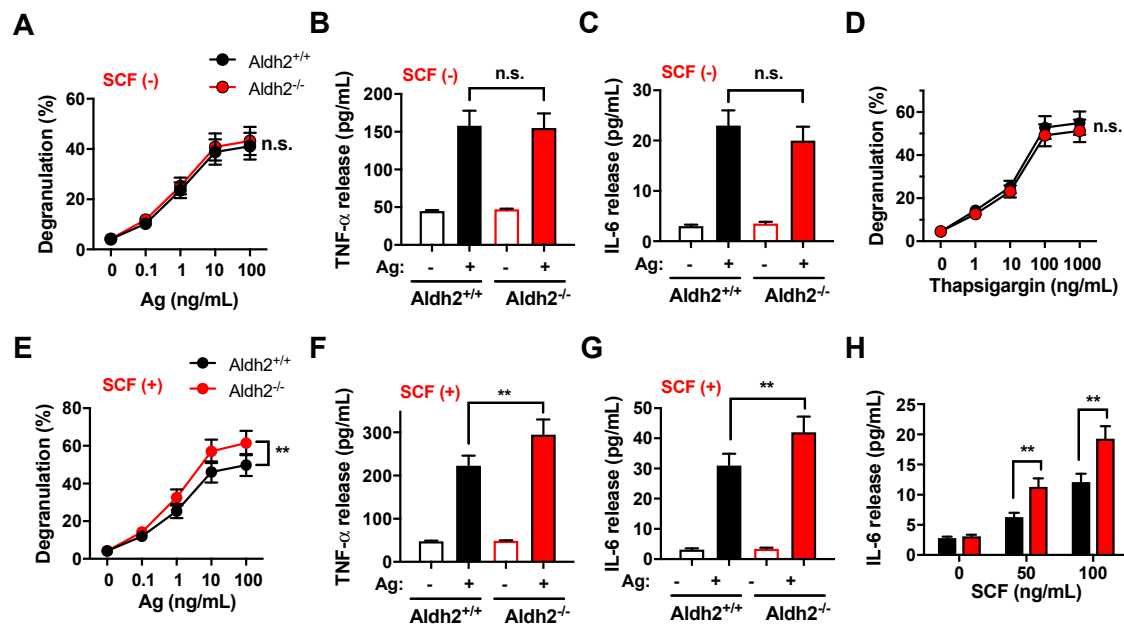 A
SCF (-)
Aldh2+/+
Aldh2-/-
Degranulation (%)
60
40
20
0
n.s.
0 0.1 1 10 100
Ag (ng/mL)
B
SCF (-)
n.s.
TNF-α release (pg/mL)
200
150
100
50
0
Ag: - + - +
Aldh2+/+ Aldh2-/-
C
SCF (-)
n.s.
IL-6 release (pg/mL)
30
20
10
0
Ag: - + - +
Aldh2+/+ Aldh2-/-
D
Degranulation (%)
60
40
20
0
n.s.
0 1 10 100 1000
Thapsigargin (ng/mL)
E
SCF (+)
Aldh2+/+
Aldh2-/-
Degranulation (%)
80
60
40
20
0
**
0 0.1 1 10 100
Ag (ng/mL)
F
SCF (+)
**
TNF-α release (pg/mL)
300
200
100
0
Ag: - + - +
Aldh2+/+ Aldh2-/-
G
SCF (+)
**
IL-6 release (pg/mL)
50
40
30
20
10
0
Ag: - + - +
Aldh2+/+ Aldh2-/-
H
**
**
IL-6 release (pg/mL)
25
20
15
10
5
0
0 50 100
SCF (ng/mL)